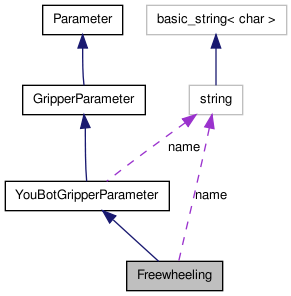 Parameter
basic_string< char >
GripperParameter
string
name
YouBotGripperParameter
name
Freewheeling